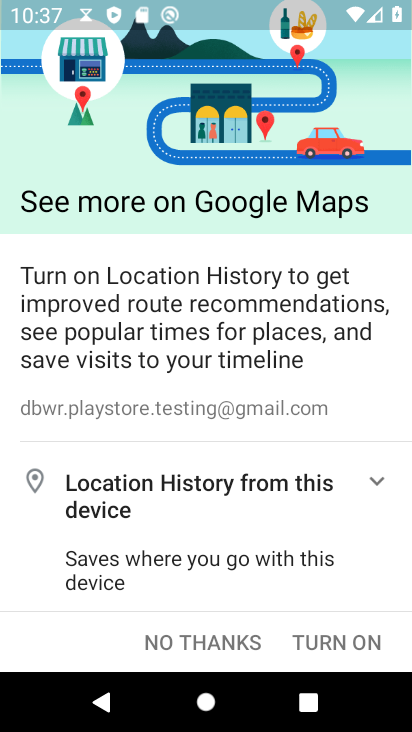 10:37
See more on Google Maps
Turn on Location History to get
improved route recommendations,
see popular times for places, and
save visits to your timeline
dbwr.playstore.testing@gmail.com
Location History from this
device
Saves where you go with this
device
NO THANKS TURN ON